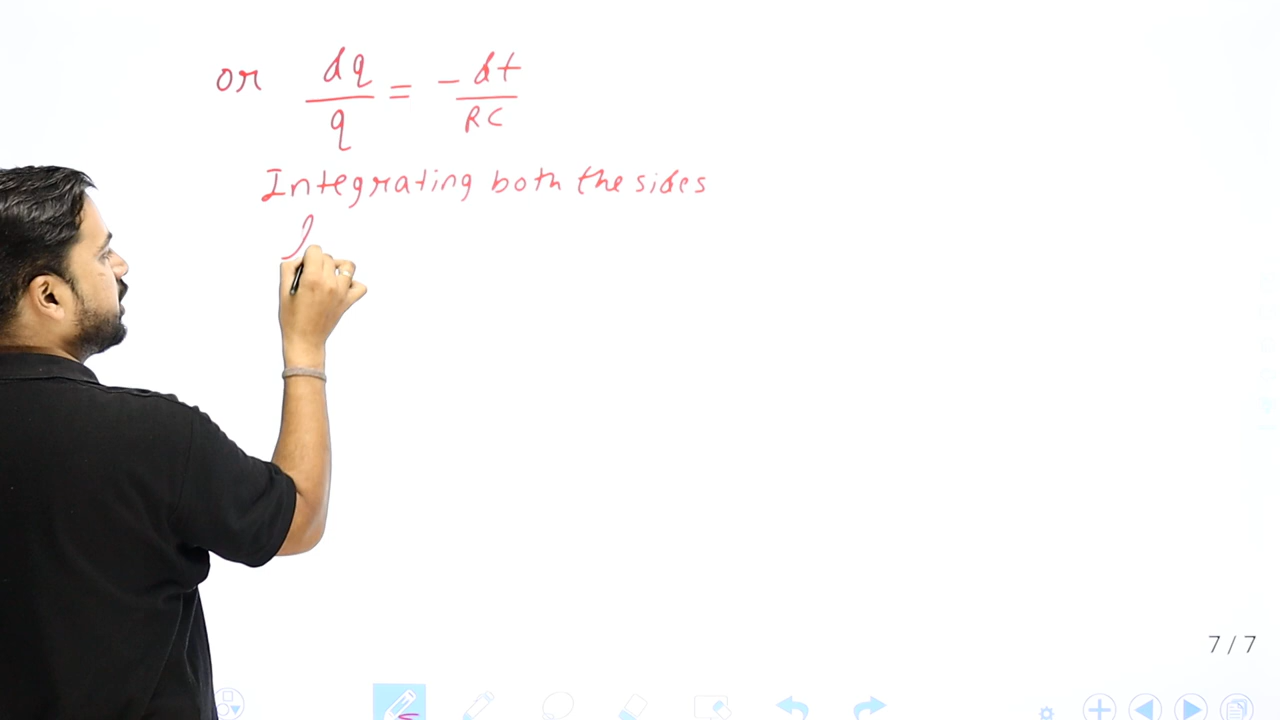 or dq/q = -dt/RC
Integrating both the sides
∫
7 / 7